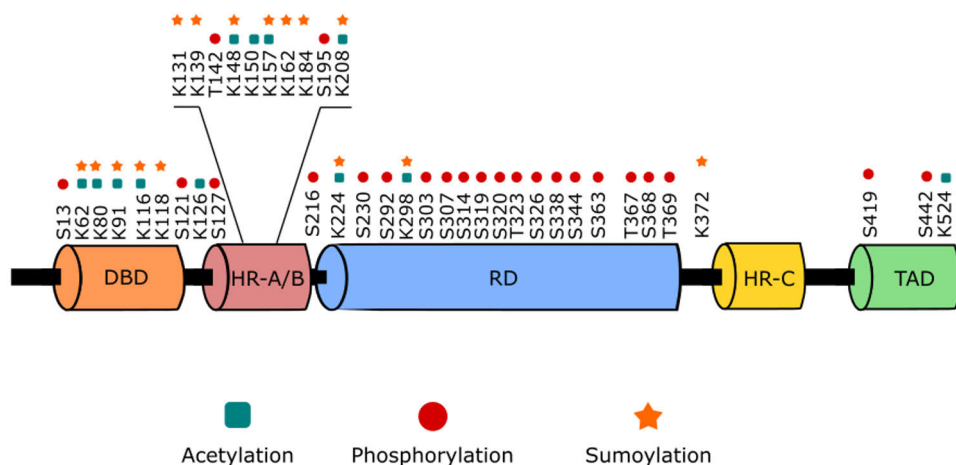 K131
K139
T142
K148
K150
K157
K162
K184
S195
K208
S13
K62
K80
K91
K116
K118
S121
K126
S127
S216
K224
S230
S292
K298
S303
S307
S314
S319
S320
T323
S326
S338
S344
S363
T367
S368
T369
K372
S419
S442
K524
DBD
HR-A/B
RD
HR-C
TAD
Acetylation
Phosphorylation
Sumoylation